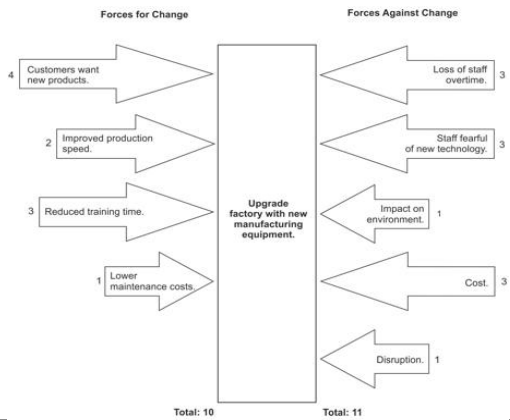 Forces for Change
Forces Against Change
4
Customers want
new products.
Loss of staff
overtime.
3
2
Improved production
speed.
Staff fearful
of new technology.
3
3
Reduced training time.
Upgrade
factory with new
manufacturing
equipment.
Impact on
environment.
1
1
Lower
maintenance costs.
Cost.
3
Disruption.
1
Total: 10
Total: 11